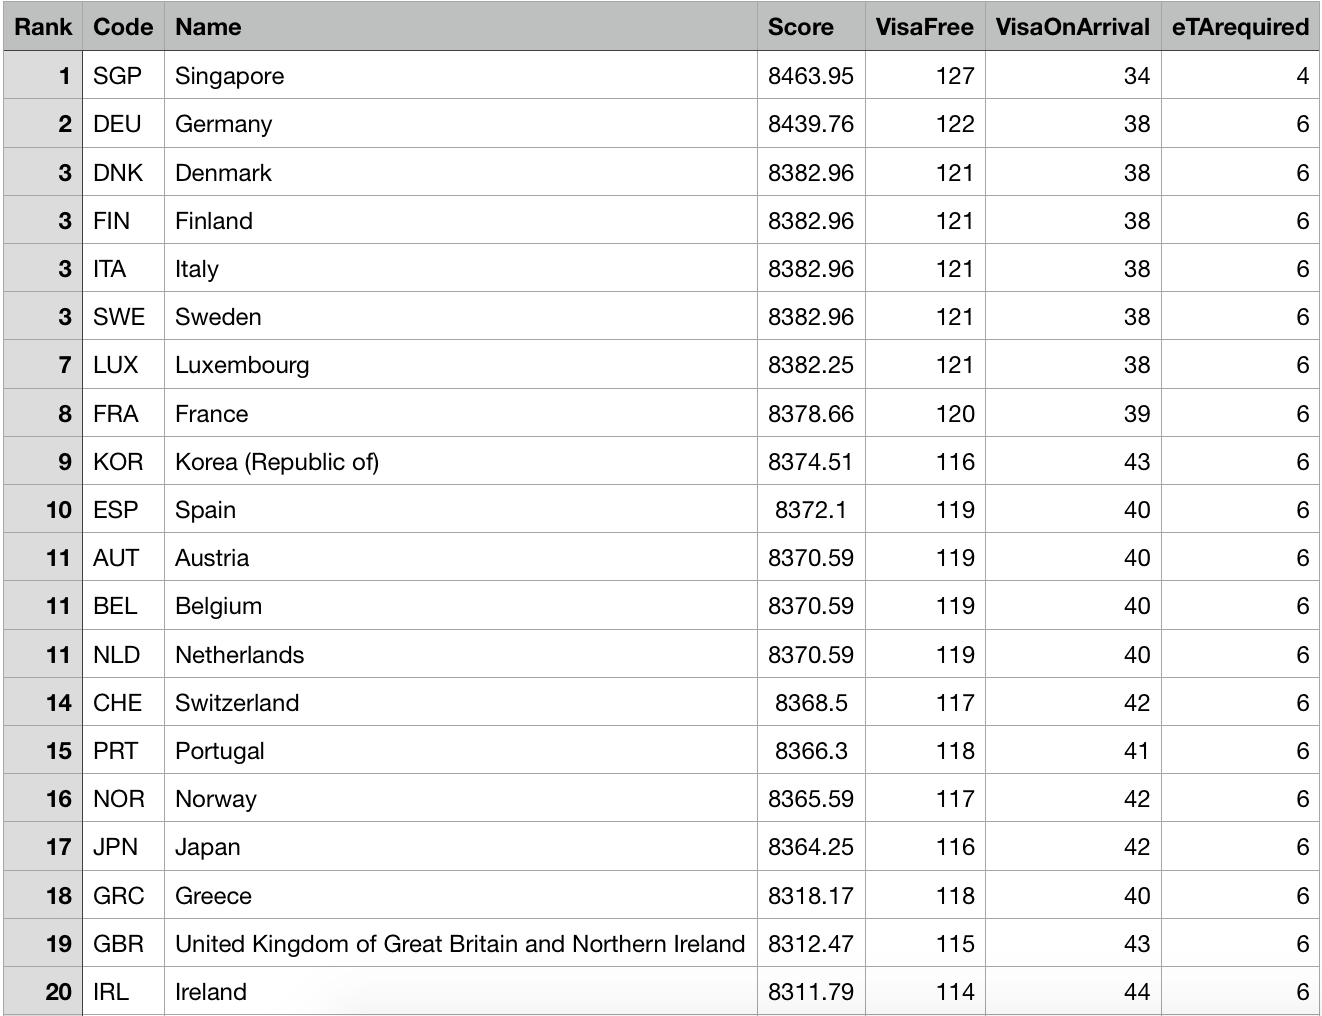 Rank Code Name Score VisaFree VisaOnArrival eTArequired
1 SGP Singapore 8463.95 127 34 4
2 DEU Germany 8439.76 122 38 6
3 DNK Denmark 8382.96 121 38 6
3 FIN Finland 8382.96 121 38 6
3 ITA Italy 8382.96 121 38 6
3 SWE Sweden 8382.96 121 38 6
7 LUX Luxembourg 8382.25 121 38 6
8 FRA France 8378.66 120 39 6
9 KOR Korea (Republic of) 8374.51 116 43 6
10 ESP Spain 8372.1 119 40 6
11 AUT Austria 8370.59 119 40 6
11 BEL Belgium 8370.59 119 40 6
11 NLD Netherlands 8370.59 119 40 6
14 CHE Switzerland 8368.5 117 42 6
15 PRT Portugal 8366.3 118 41 6
16 NOR Norway 8365.59 117 42 6
17 JPN Japan 8364.25 116 42 6
18 GRC Greece 8318.17 118 40 6
19 GBR United Kingdom of Great Britain and Northern Ireland 8312.47 115 43 6
20 IRL Ireland 8311.79 114 44 6